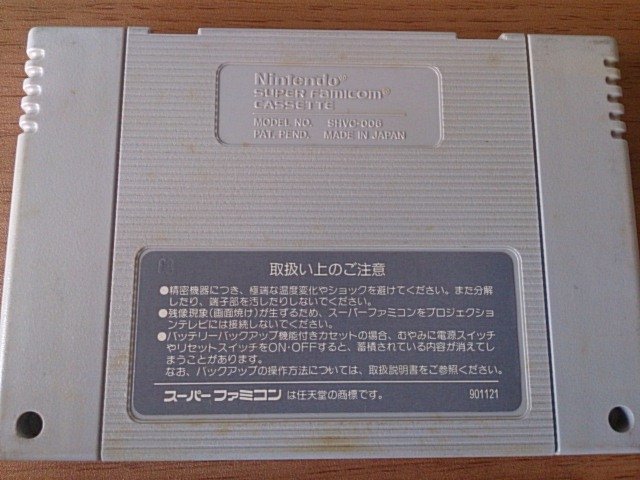 Nintendo®
SUPER FAMICOM®
CASSETTE
MODEL NO. SHVC-006
PAT. PEND. MADE IN JAPAN
取扱い上のご注意
●精密機器につき、極端な温度変化やショックを避けてください。また分解
したり、端子部を汚したりしないでください。
●残像現象(画面焼け)が生ずるため、スーパーファミコンをプロジェクショ
ンテレビには接続しないでください。
●バッテリーバックアップ機能付きカセットの場合、むやみに電源スイッチ
やリセットスイッチをON・OFFすると、蓄積されている内容が消えてし
まうことがあります。
なお、バックアップの操作方法については、取扱説明書をご参照ください。
スーパーファミコン は任天堂の商標です。 901121